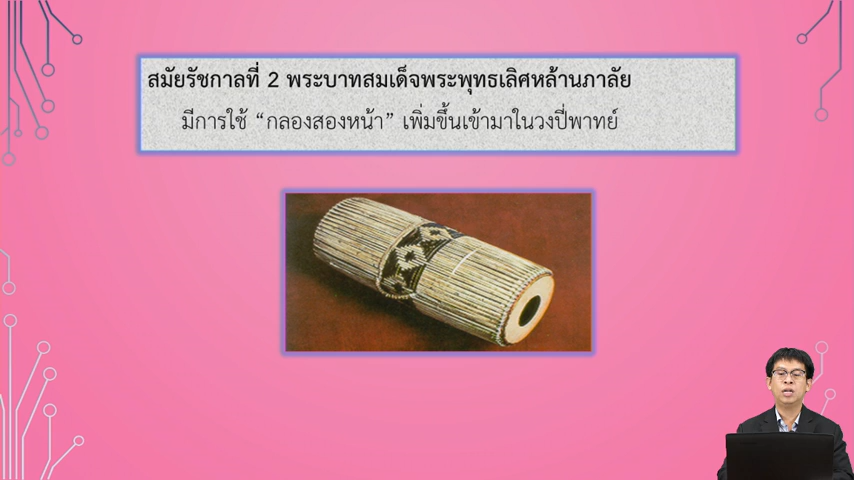 สมัยรัชกาลที่ 2 พระบาทสมเด็จพระพุทธเลิศหล้านภาลัย
มีการใช้ “กลองสองหน้า” เพิ่มขึ้นเข้ามาในวงปี่พาทย์